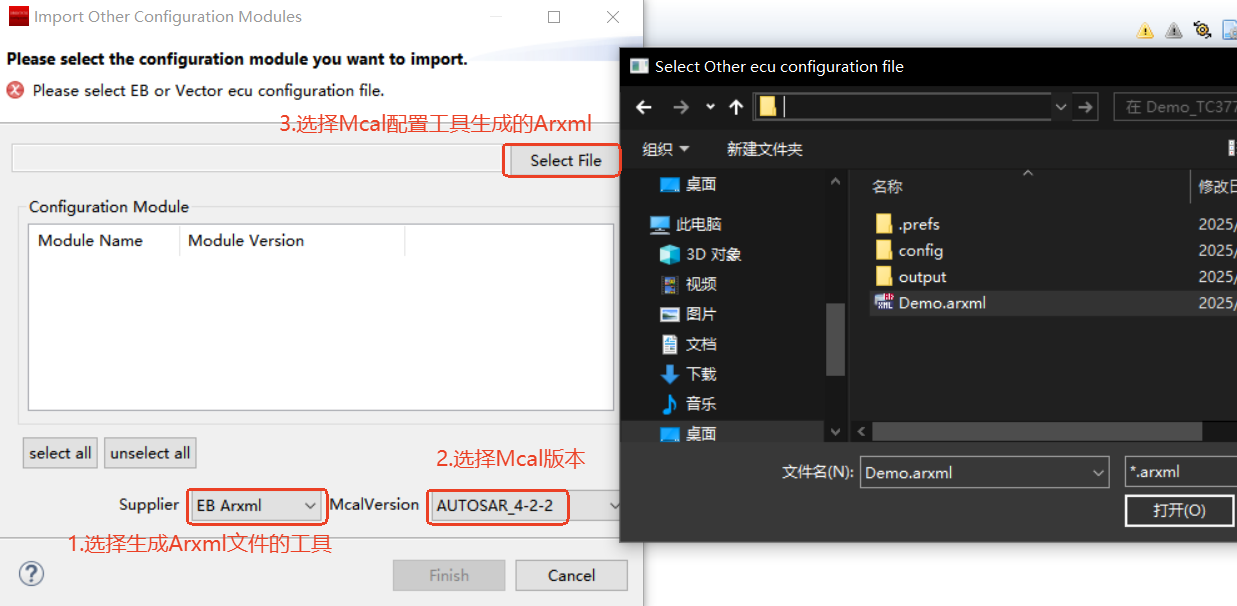 Import Other Configuration Modules
Please select the configuration module you want to import.
Please select EB or Vector ecu configuration file.
3.选择Mcal配置工具生成的Arxml
Select File
Configuration Module
Module Name
Module Version
select all
unselect all
2.选择Mcal版本
Supplier
EB Arxml
McalVersion
AUTOSAR_4-2-2
1.选择生成Arxml文件的工具
Finish
Cancel
Select Other ecu configuration file
在 Demo_TC377
组织
新建文件夹
桌面
此电脑
3D 对象
视频
图片
文档
下载
音乐
桌面
名称
修改日
.prefs
2025/
config
2025/
output
2025/
Demo.arxml
2025/
文件名(N):
Demo.arxml
*.arxml
打开(O)